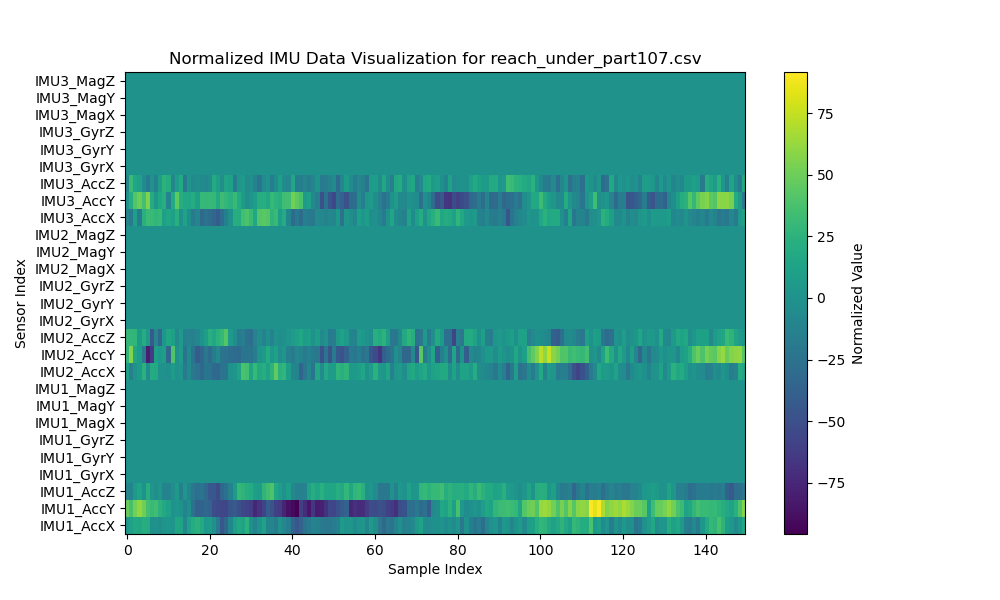 Normalized IMU Data Visualization for reach_under_part107.csv
IMU3_MagZ
IMU3_MagY
IMU3_MagX
IMU3_GyrZ
IMU3_GyrY
IMU3_GyrX
IMU3_AccZ
IMU3_AccY
IMU3_AccX
IMU2_MagZ
IMU2_MagY
IMU2_MagX
IMU2_GyrZ
IMU2_GyrY
IMU2_GyrX
IMU2_AccZ
IMU2_AccY
IMU2_AccX
IMU1_MagZ
IMU1_MagY
IMU1_MagX
IMU1_GyrZ
IMU1_GyrY
IMU1_GyrX
IMU1_AccZ
IMU1_AccY
IMU1_AccX
Sensor Index
0 20 40 60 80 100 120 140
Sample Index
75
50
25
0
−25
−50
−75
Normalized Value